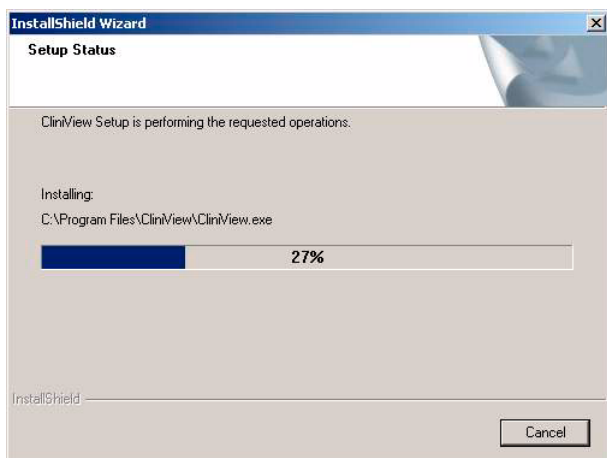 InstallShield Wizard
Setup Status
CliniView Setup is performing the requested operations.
Installing:
C:\Program Files\CliniView\CliniView.exe
27%
InstallShield
Cancel